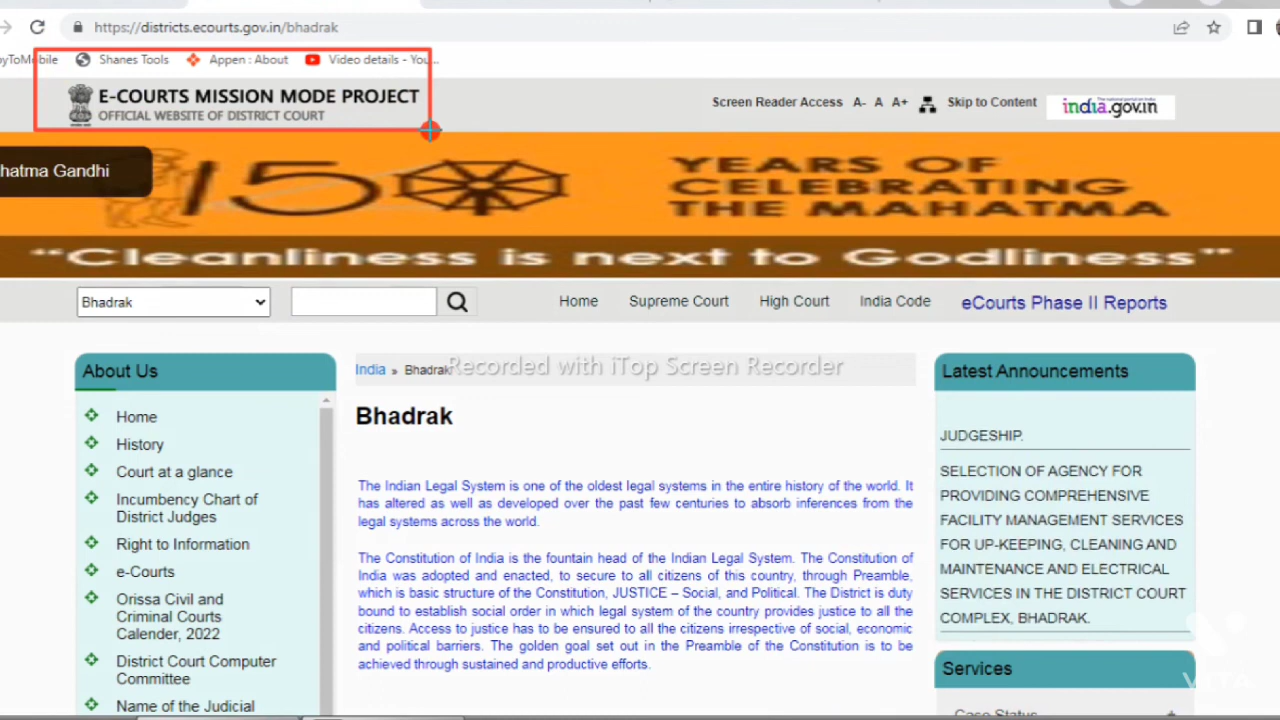 https://districts.ecourts.gov.in/bhadrak
Shanes Tools
Appen : About
Video details - You...
E-COURTS MISSION MODE PROJECT
OFFICIAL WEBSITE OF DISTRICT COURT
Screen Reader Access A- A A+ Skip to Content
india.gov.in
hatma Gandhi
150
YEARS OF
CELEBRATING
THE MAHATMA
“Cleanliness is next to Godliness”
Bhadrak
Home Supreme Court High Court India Code eCourts Phase II Reports
About Us
Home
History
Court at a glance
Incumbency Chart of
District Judges
Right to Information
e-Courts
Orissa Civil and
Criminal Courts
Calender, 2022
District Court Computer
Committee
Name of the Judicial
India » Bhadrak
Recorded with iTop Screen Recorder
Bhadrak
The Indian Legal System is one of the oldest legal systems in the entire history of the world. It
has altered as well as developed over the past few centuries to absorb inferences from the
legal systems across the world.
The Constitution of India is the fountain head of the Indian Legal System. The Constitution of
India was adopted and enacted, to secure to all citizens of this country, through Preamble,
which is basic structure of the Constitution, JUSTICE – Social, and Political. The District is duty
bound to establish social order in which legal system of the country provides justice to all the
citizens. Access to justice has to be ensured to all the citizens irrespective of social, economic
and political barriers. The golden goal set out in the Preamble of the Constitution is to be
achieved through sustained and productive efforts.
Latest Announcements
JUDGESHIP.
SELECTION OF AGENCY FOR
PROVIDING COMPREHENSIVE
FACILITY MANAGEMENT SERVICES
FOR UP-KEEPING, CLEANING AND
MAINTENANCE AND ELECTRICAL
SERVICES IN THE DISTRICT COURT
COMPLEX, BHADRAK.
Services
Case Status +
VITA